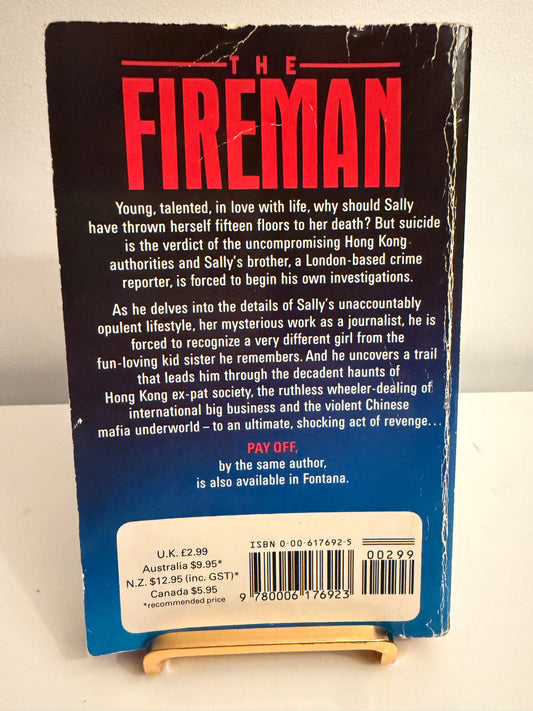 THE
FIREMAN
Young, talented, in love with life, why should Sally
have thrown herself fifteen floors to her death? But suicide
is the verdict of the uncompromising Hong Kong
authorities and Sally's brother, a London-based crime
reporter, is forced to begin his own investigations.
As he delves into the details of Sally's unaccountably
opulent lifestyle, her mysterious work as a journalist, he is
forced to recognize a very different girl from the
fun-loving kid sister he remembers. And he uncovers a trail
that leads him through the decadent haunts of
Hong Kong ex-pat society, the ruthless wheeler-dealing of
international big business and the violent Chinese
mafia underworld – to an ultimate, shocking act of revenge...
PAY OFF,
by the same author,
is also available in Fontana.
U.K. £2.99
Australia $9.95*
N.Z. $12.95 (inc. GST)*
Canada $5.95
*recommended price
ISBN 0-00-617692-5
00299
9 780006 176923